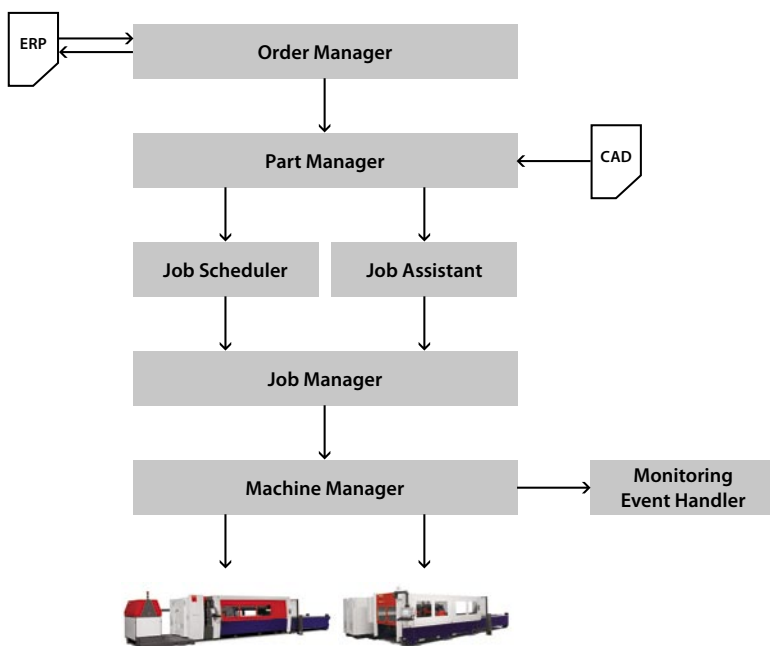 ERP
Order Manager
Part Manager
CAD
Job Scheduler
Job Assistant
Job Manager
Machine Manager
Monitoring
Event Handler